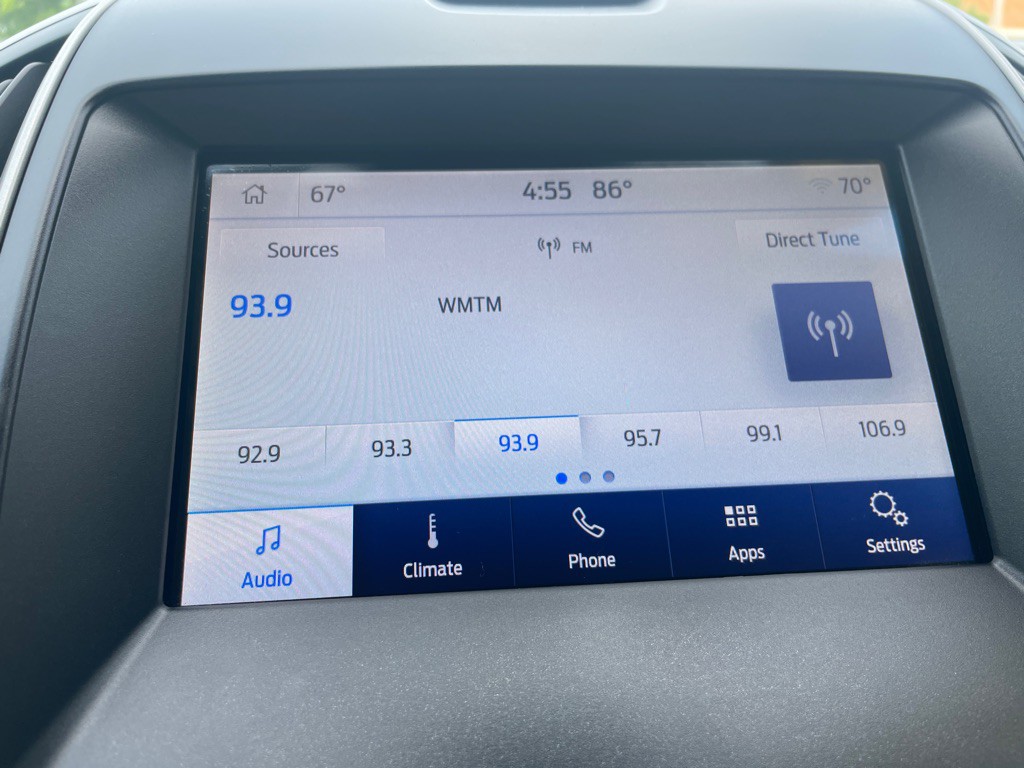 67° 4:55 86° 70°
Sources FM Direct Tune
93.9 WMTM
92.9 93.3 93.9 95.7 99.1 106.9
Audio Climate Phone Apps Settings